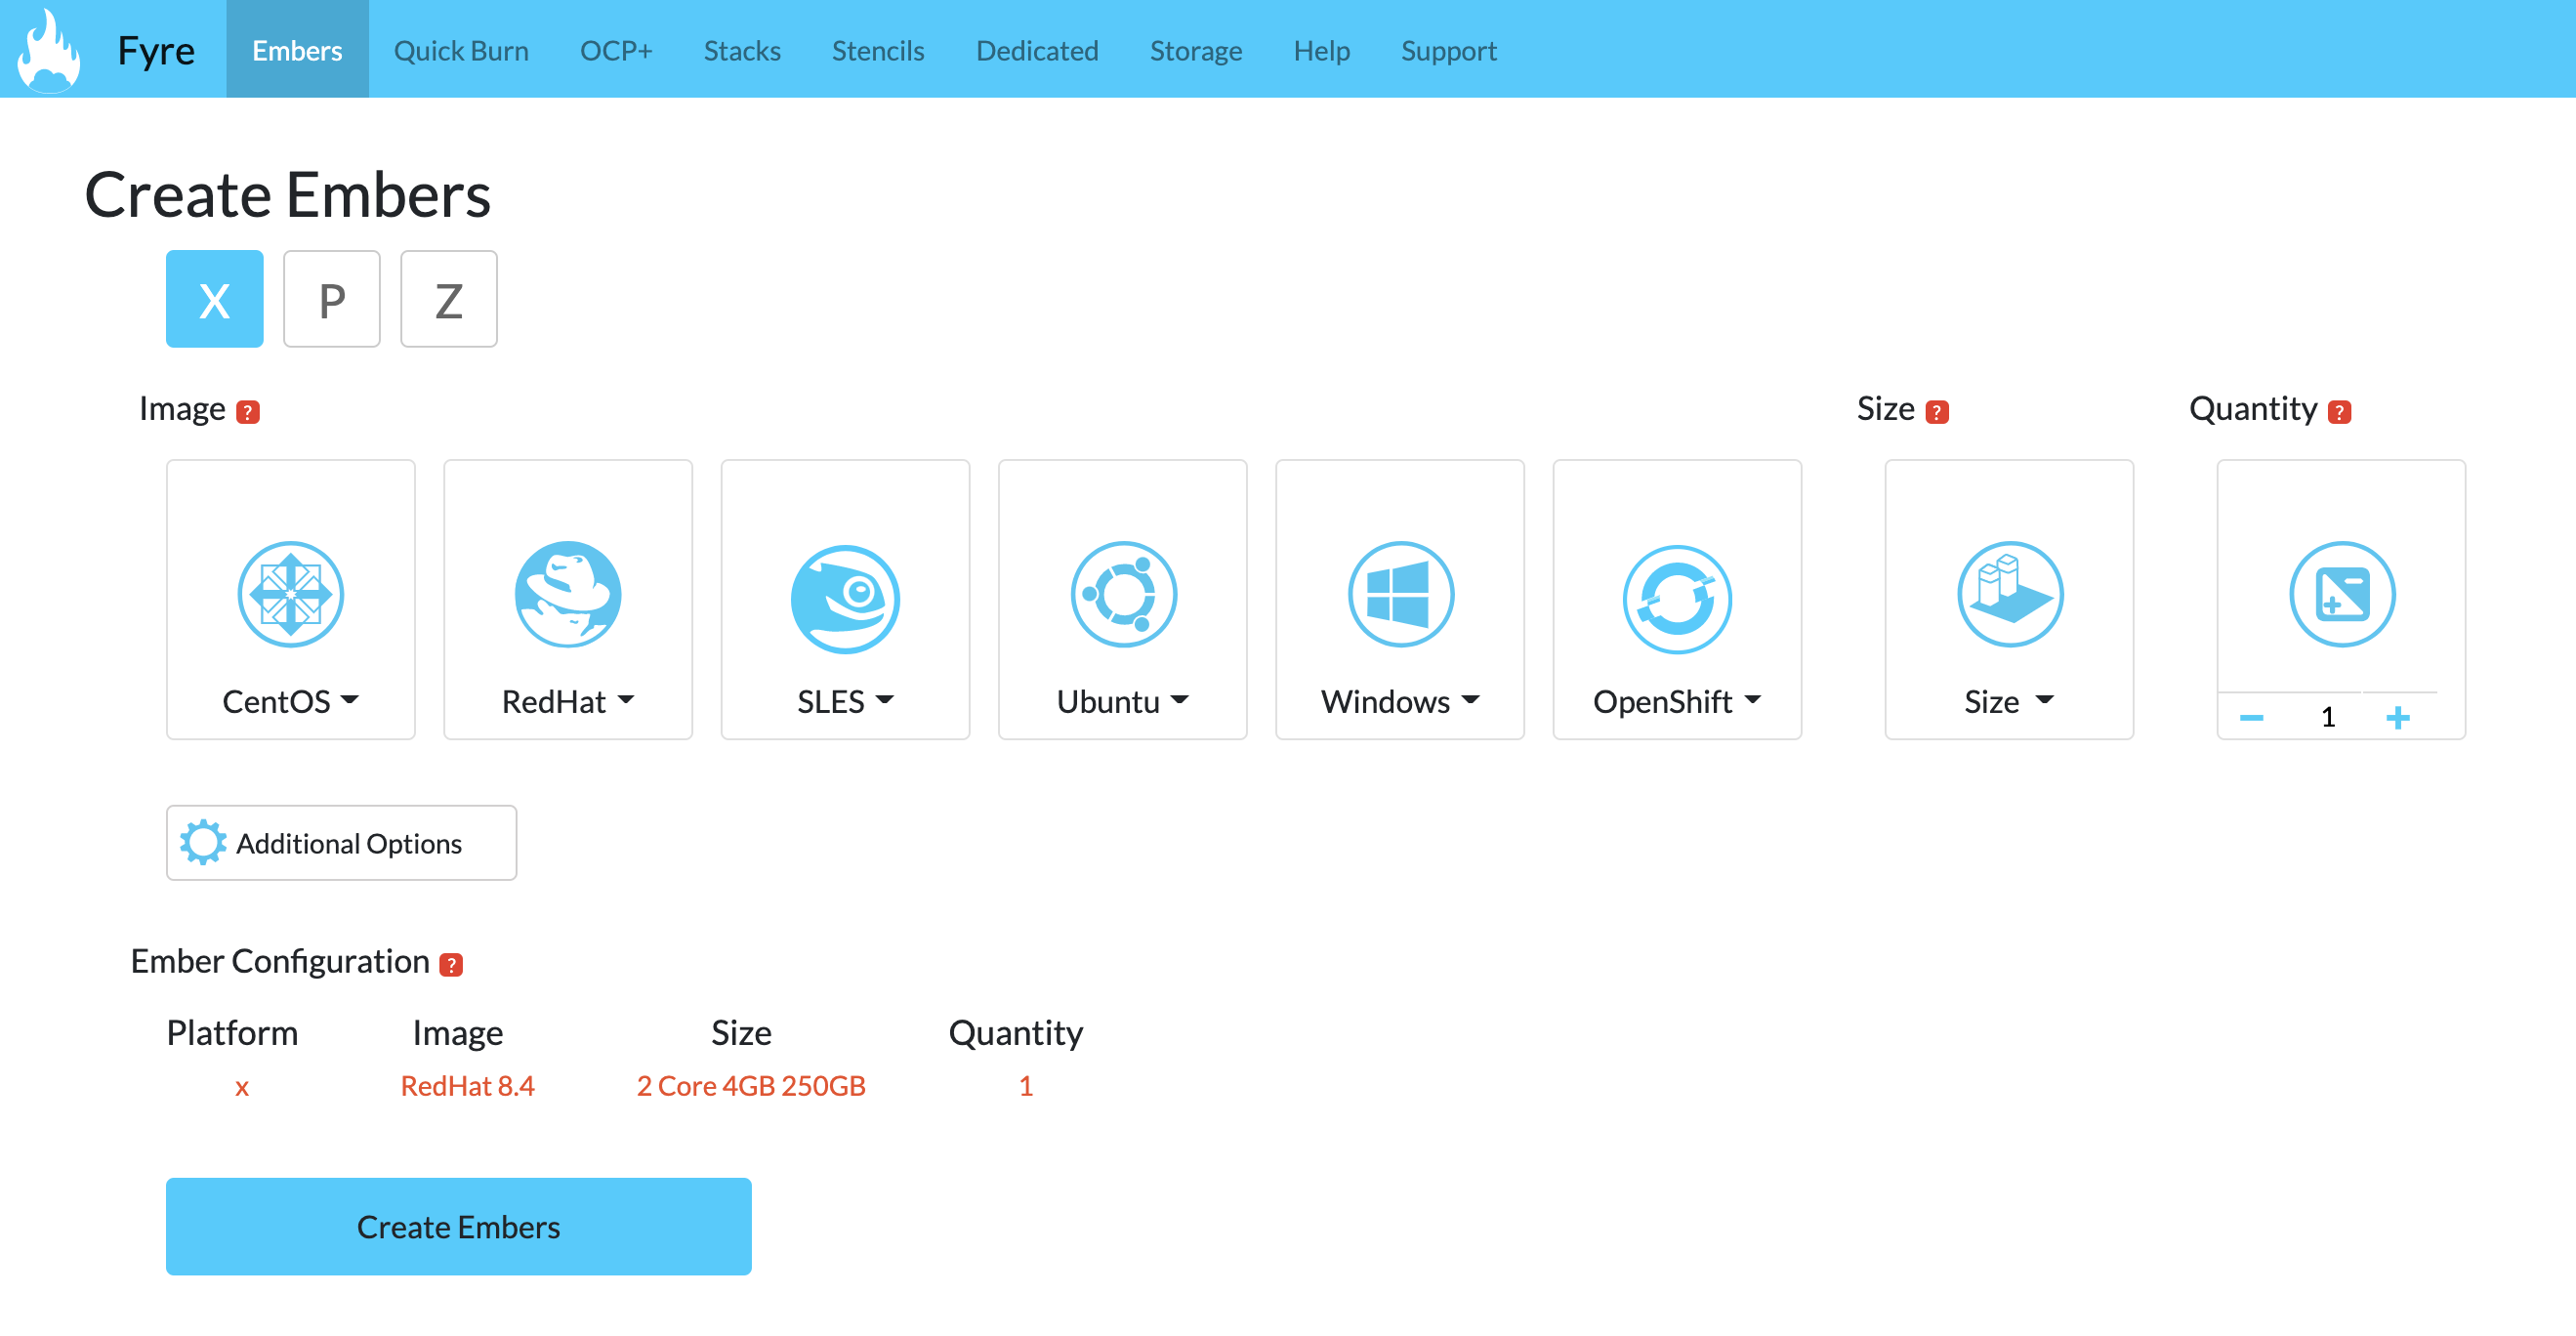 Fyre Embers Quick Burn OCP+ Stacks Stencils Dedicated Storage Help Support
Create Embers
X P Z
Image ? Size ? Quantity ?
CentOS RedHat SLES Ubuntu Windows OpenShift Size − 1 +
Additional Options
Ember Configuration ?
Platform Image Size Quantity
x RedHat 8.4 2 Core 4GB 250GB 1
Create Embers